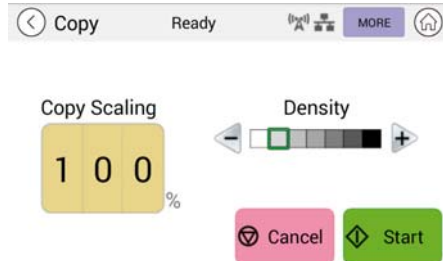 Copy Ready MORE
Copy Scaling Density
100
%
Cancel Start